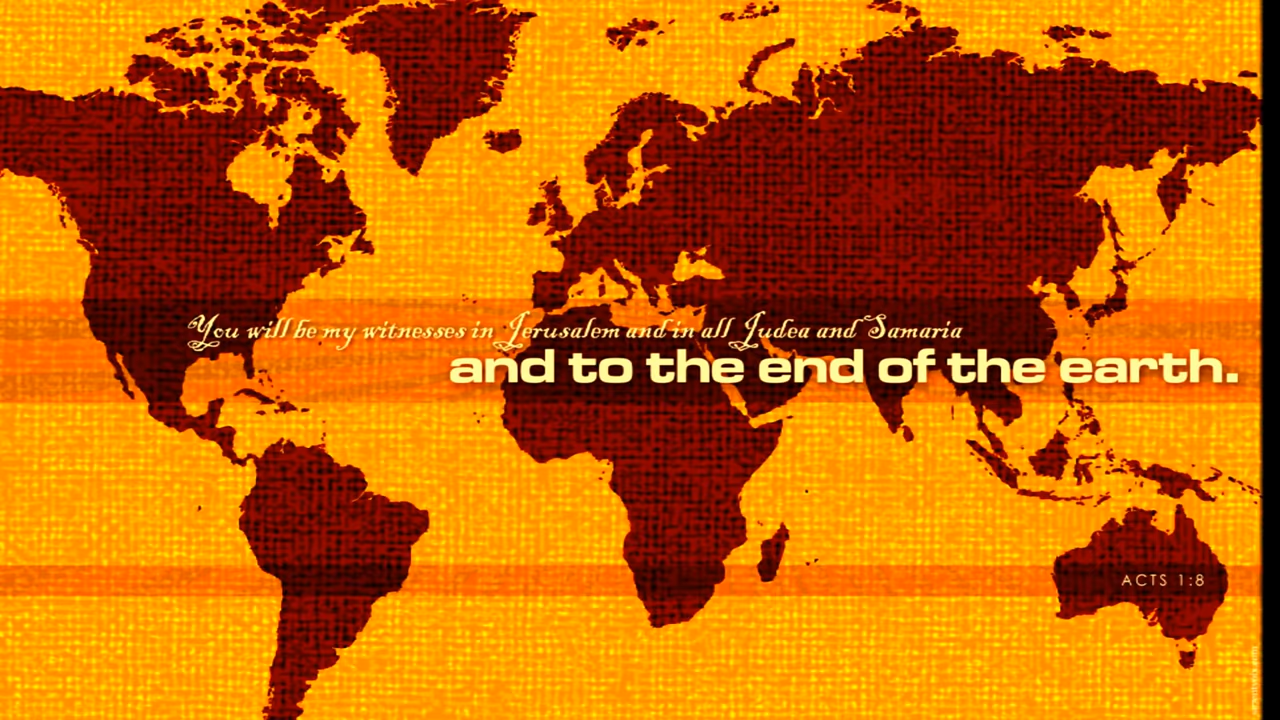 You will be my witnesses in Jerusalem and in all Judea and Samaria
and to the end of the earth.
ACTS 1:8